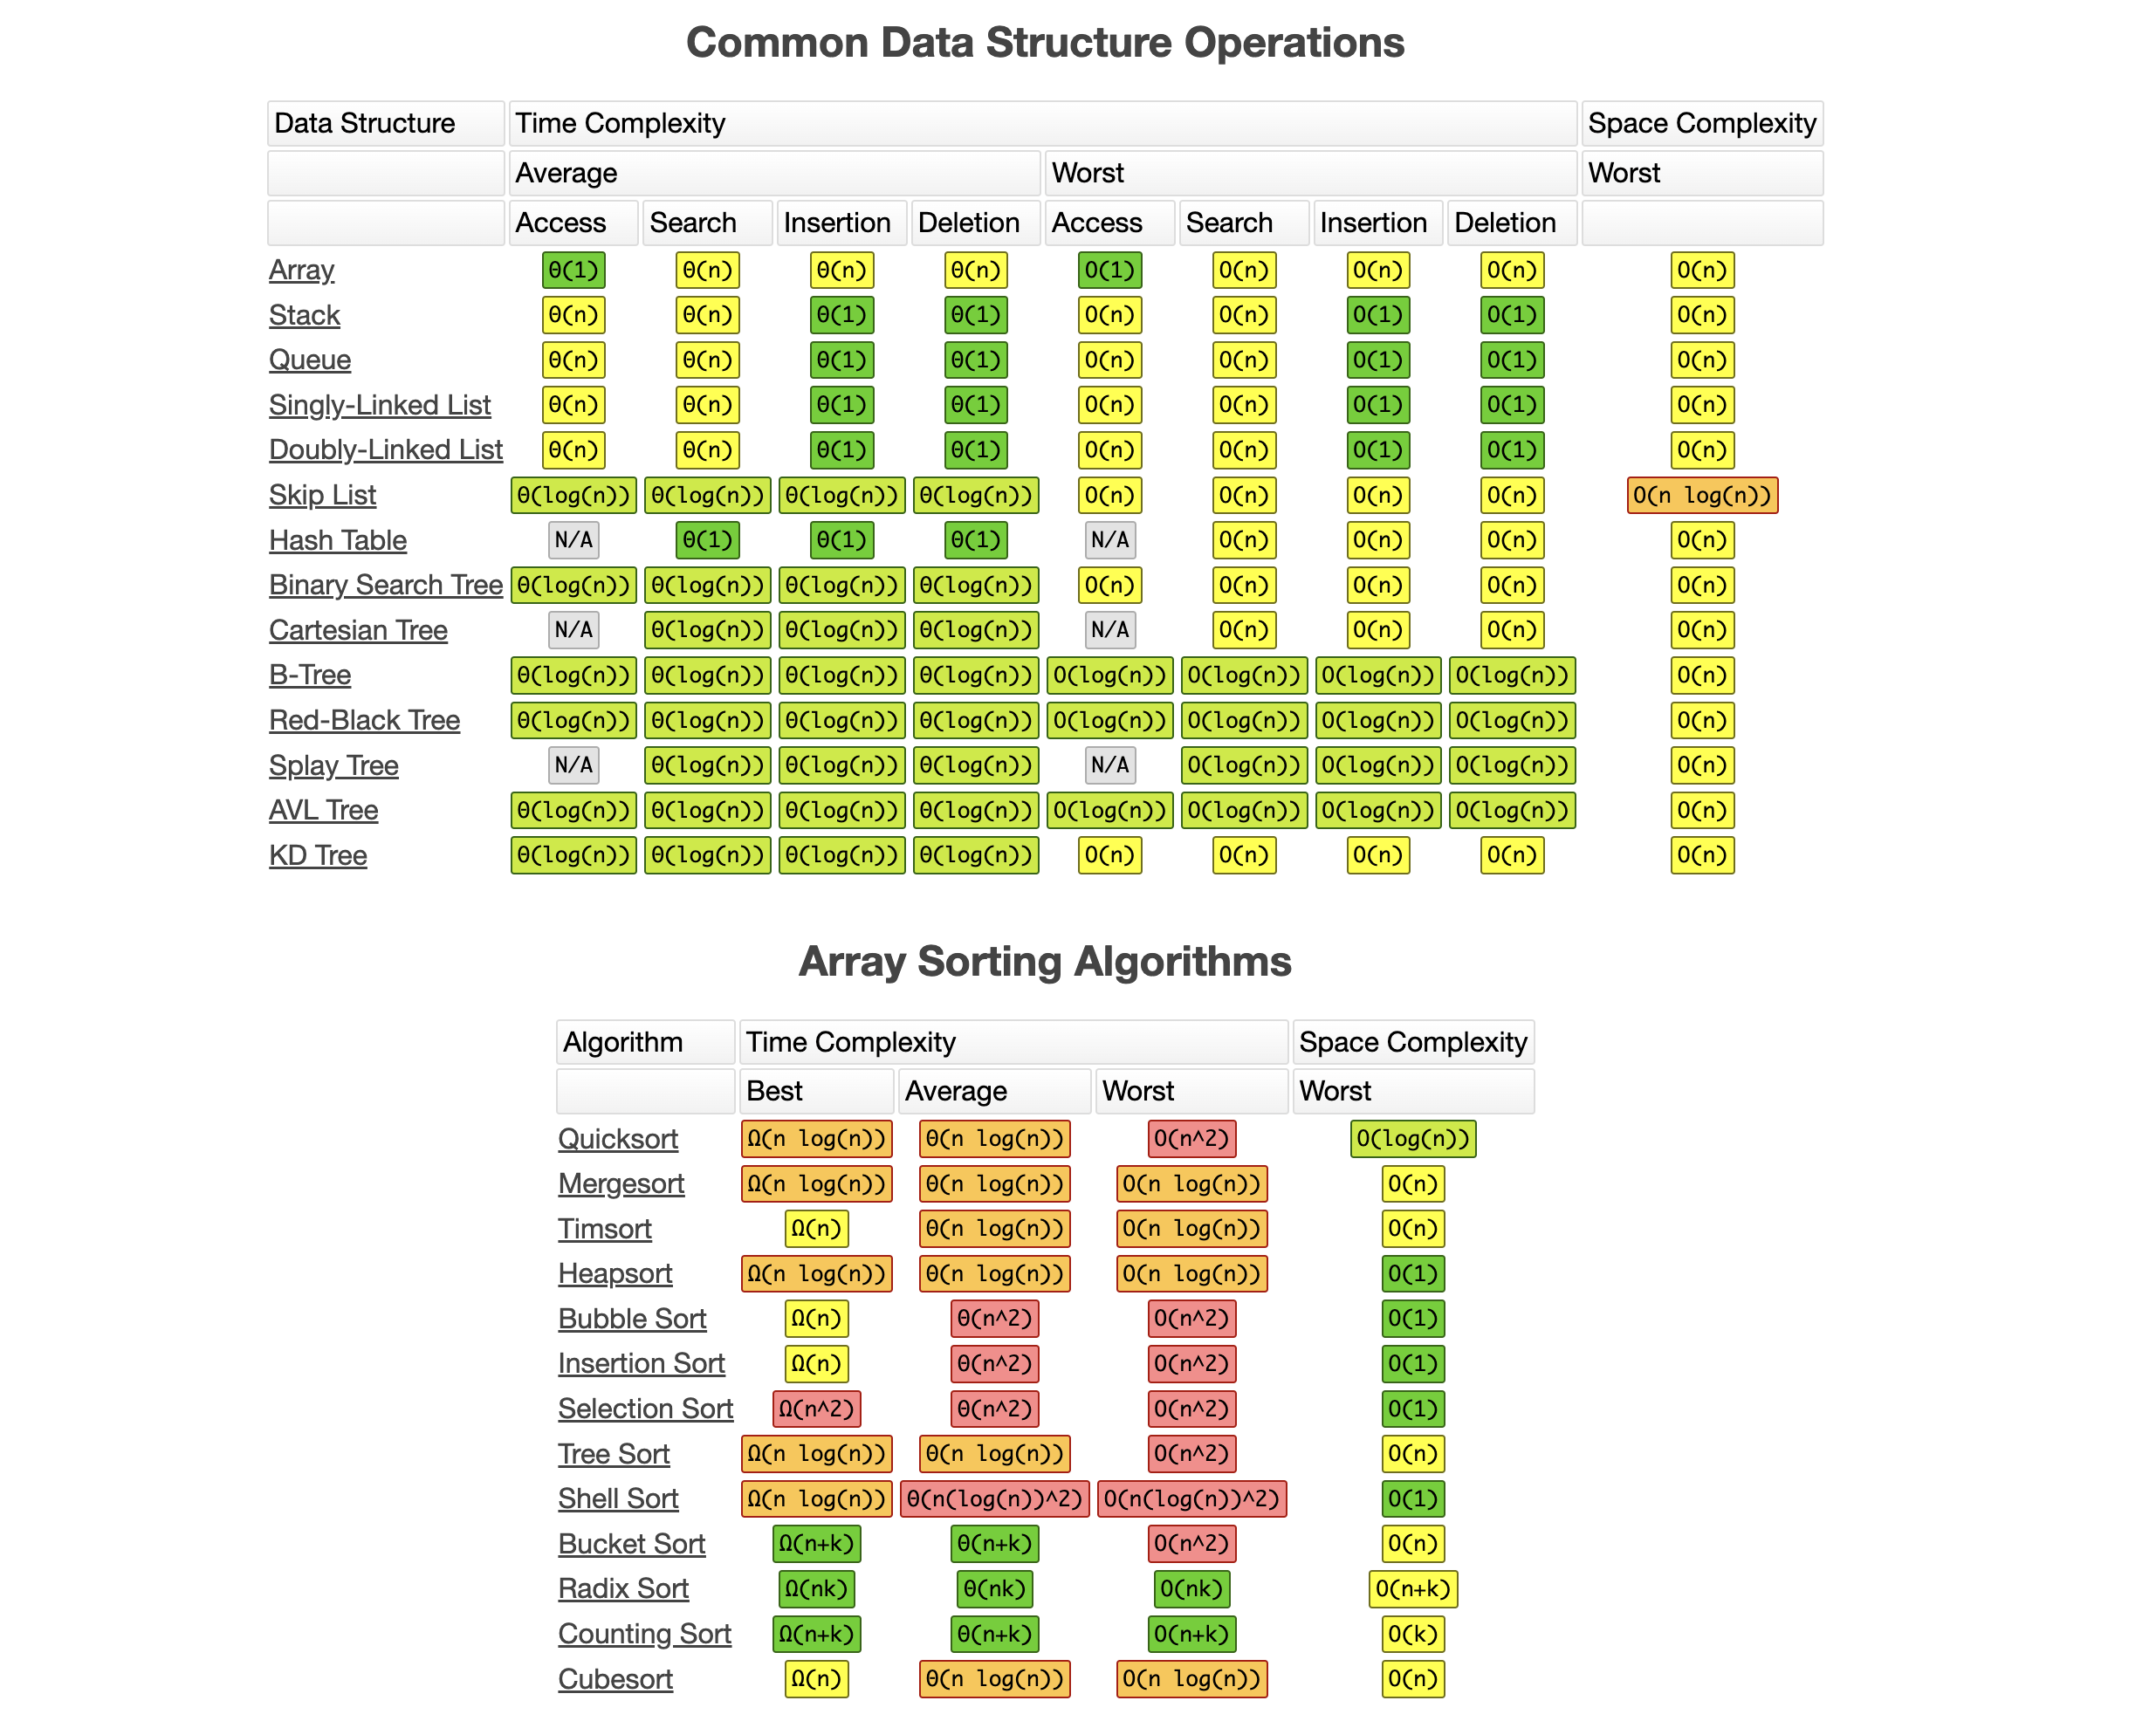 Common Data Structure Operations
Data Structure Time Complexity Space Complexity
Average Worst Worst
Access Search Insertion Deletion Access Search Insertion Deletion
Array Θ(1) Θ(n) Θ(n) Θ(n) O(1) O(n) O(n) O(n) O(n)
Stack Θ(n) Θ(n) Θ(1) Θ(1) O(n) O(n) O(1) O(1) O(n)
Queue Θ(n) Θ(n) Θ(1) Θ(1) O(n) O(n) O(1) O(1) O(n)
Singly-Linked List Θ(n) Θ(n) Θ(1) Θ(1) O(n) O(n) O(1) O(1) O(n)
Doubly-Linked List Θ(n) Θ(n) Θ(1) Θ(1) O(n) O(n) O(1) O(1) O(n)
Skip List Θ(log(n)) Θ(log(n)) Θ(log(n)) Θ(log(n)) O(n) O(n) O(n) O(n) O(n log(n))
Hash Table N/A Θ(1) Θ(1) Θ(1) N/A O(n) O(n) O(n) O(n)
Binary Search Tree Θ(log(n)) Θ(log(n)) Θ(log(n)) Θ(log(n)) O(n) O(n) O(n) O(n) O(n)
Cartesian Tree N/A Θ(log(n)) Θ(log(n)) Θ(log(n)) N/A O(n) O(n) O(n) O(n)
B-Tree Θ(log(n)) Θ(log(n)) Θ(log(n)) Θ(log(n)) O(log(n)) O(log(n)) O(log(n)) O(log(n)) O(n)
Red-Black Tree Θ(log(n)) Θ(log(n)) Θ(log(n)) Θ(log(n)) O(log(n)) O(log(n)) O(log(n)) O(log(n)) O(n)
Splay Tree N/A Θ(log(n)) Θ(log(n)) Θ(log(n)) N/A O(log(n)) O(log(n)) O(log(n)) O(n)
AVL Tree Θ(log(n)) Θ(log(n)) Θ(log(n)) Θ(log(n)) O(log(n)) O(log(n)) O(log(n)) O(log(n)) O(n)
KD Tree Θ(log(n)) Θ(log(n)) Θ(log(n)) Θ(log(n)) O(n) O(n) O(n) O(n) O(n)
Array Sorting Algorithms
Algorithm Time Complexity Space Complexity
Best Average Worst Worst
Quicksort Ω(n log(n)) Θ(n log(n)) O(n^2) O(log(n))
Mergesort Ω(n log(n)) Θ(n log(n)) O(n log(n)) O(n)
Timsort Ω(n) Θ(n log(n)) O(n log(n)) O(n)
Heapsort Ω(n log(n)) Θ(n log(n)) O(n log(n)) O(1)
Bubble Sort Ω(n) Θ(n^2) O(n^2) O(1)
Insertion Sort Ω(n) Θ(n^2) O(n^2) O(1)
Selection Sort Ω(n^2) Θ(n^2) O(n^2) O(1)
Tree Sort Ω(n log(n)) Θ(n log(n)) O(n^2) O(n)
Shell Sort Ω(n log(n)) Θ(n(log(n))^2) O(n(log(n))^2) O(1)
Bucket Sort Ω(n+k) Θ(n+k) O(n^2) O(n)
Radix Sort Ω(nk) Θ(nk) O(nk) O(n+k)
Counting Sort Ω(n+k) Θ(n+k) O(n+k) O(k)
Cubesort Ω(n) Θ(n log(n)) O(n log(n)) O(n)